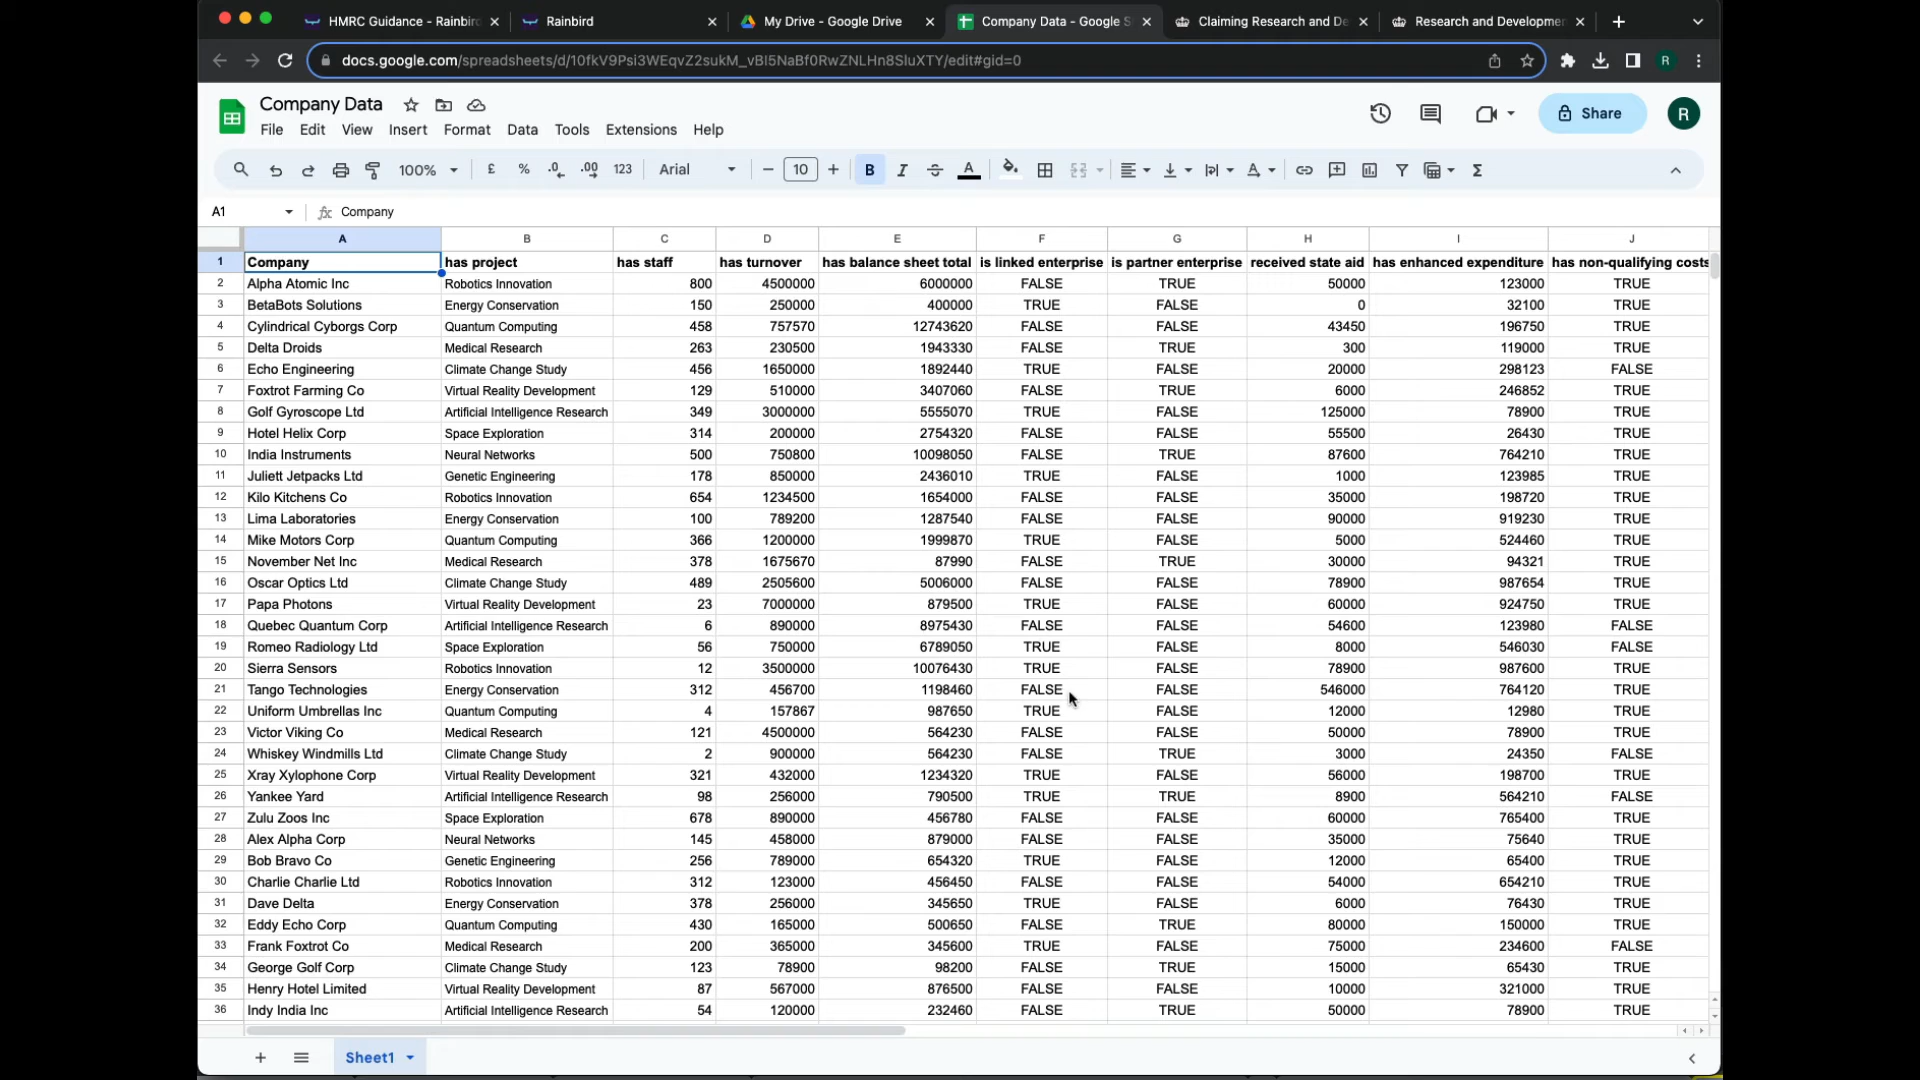 HMRC Guidance - Rainbir
Rainbird
My Drive - Google Drive
Company Data - Google S
Claiming Research and De
Research and Developmen
docs.google.com/spreadsheets/d/10fkV9Psi3WEqvZ2sukM_vBI5NaBf0RwZNLHn8SIuXTY/edit#gid=0
R
Company Data
File Edit View Insert Format Data Tools Extensions Help
Share
R
100% £ % .0 .00 123 Arial 10 B I A A Σ
A1 fx Company
A B C D E F G H I J
1 Company has project has staff has turnover has balance sheet total is linked enterprise is partner enterprise received state aid has enhanced expenditure has non-qualifying costs
2 Alpha Atomic Inc Robotics Innovation 800 4500000 6000000 FALSE TRUE 50000 123000 TRUE
3 BetaBots Solutions Energy Conservation 150 250000 400000 TRUE FALSE 0 32100 TRUE
4 Cylindrical Cyborgs Corp Quantum Computing 458 757570 12743620 FALSE FALSE 43450 196750 TRUE
5 Delta Droids Medical Research 263 230500 1943330 FALSE TRUE 300 119000 TRUE
6 Echo Engineering Climate Change Study 456 1650000 1892440 TRUE FALSE 20000 298123 FALSE
7 Foxtrot Farming Co Virtual Reality Development 129 510000 3407060 FALSE TRUE 6000 246852 TRUE
8 Golf Gyroscope Ltd Artificial Intelligence Research 349 3000000 5555070 TRUE FALSE 125000 78900 TRUE
9 Hotel Helix Corp Space Exploration 314 200000 2754320 FALSE FALSE 55500 26430 TRUE
10 India Instruments Neural Networks 500 750800 10098050 FALSE TRUE 87600 764210 TRUE
11 Juliett Jetpacks Ltd Genetic Engineering 178 850000 2436010 TRUE FALSE 1000 123985 TRUE
12 Kilo Kitchens Co Robotics Innovation 654 1234500 1654000 FALSE FALSE 35000 198720 TRUE
13 Lima Laboratories Energy Conservation 100 789200 1287540 FALSE FALSE 90000 919230 TRUE
14 Mike Motors Corp Quantum Computing 366 1200000 1999870 TRUE FALSE 5000 524460 TRUE
15 November Net Inc Medical Research 378 1675670 87990 FALSE TRUE 30000 94321 TRUE
16 Oscar Optics Ltd Climate Change Study 489 2505600 5006000 FALSE FALSE 78900 987654 TRUE
17 Papa Photons Virtual Reality Development 23 7000000 879500 TRUE FALSE 60000 924750 TRUE
18 Quebec Quantum Corp Artificial Intelligence Research 6 890000 8975430 FALSE FALSE 54600 123980 FALSE
19 Romeo Radiology Ltd Space Exploration 56 750000 6789050 TRUE FALSE 8000 546030 FALSE
20 Sierra Sensors Robotics Innovation 12 3500000 10076430 TRUE FALSE 78900 987600 TRUE
21 Tango Technologies Energy Conservation 312 456700 1198460 FALSE FALSE 546000 764120 TRUE
22 Uniform Umbrellas Inc Quantum Computing 4 157867 987650 TRUE FALSE 12000 12980 TRUE
23 Victor Viking Co Medical Research 121 4500000 564230 FALSE FALSE 50000 78900 TRUE
24 Whiskey Windmills Ltd Climate Change Study 2 900000 564230 FALSE TRUE 3000 24350 FALSE
25 Xray Xylophone Corp Virtual Reality Development 321 432000 1234320 TRUE FALSE 56000 198700 TRUE
26 Yankee Yard Artificial Intelligence Research 98 256000 790500 TRUE TRUE 8900 564210 FALSE
27 Zulu Zoos Inc Space Exploration 678 890000 456780 FALSE FALSE 60000 765400 TRUE
28 Alex Alpha Corp Neural Networks 145 458000 879000 FALSE FALSE 35000 75640 TRUE
29 Bob Bravo Co Genetic Engineering 256 789000 654320 TRUE FALSE 12000 65400 TRUE
30 Charlie Charlie Ltd Robotics Innovation 312 123000 456450 FALSE FALSE 54000 654210 TRUE
31 Dave Delta Energy Conservation 378 256000 345650 TRUE FALSE 6000 76430 TRUE
32 Eddy Echo Corp Quantum Computing 430 165000 500650 FALSE TRUE 80000 150000 TRUE
33 Frank Foxtrot Co Medical Research 200 365000 345600 TRUE FALSE 75000 234600 FALSE
34 George Golf Corp Climate Change Study 123 78900 98200 FALSE TRUE 15000 65430 TRUE
35 Henry Hotel Limited Virtual Reality Development 87 567000 876500 FALSE FALSE 10000 321000 TRUE
36 Indy India Inc Artificial Intelligence Research 54 120000 232460 FALSE TRUE 50000 78900 TRUE
Sheet1